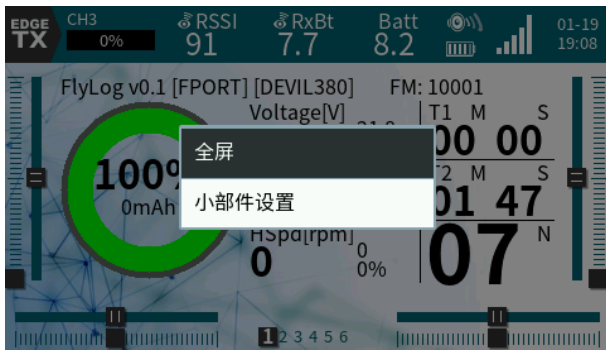 EDGE TX
CH3
0%
RSSI
91
RxBt
7.7
Batt
8.2
01-19
19:08
FlyLog v0.1 [FPORT] [DEVIL380]
FM: 10001
Voltage[V]
100%
0mAh
全屏
小部件设置
HSpd[rpm]
0
0
0%
T1 M S
00 00
T2 M S
01 47
07 N
1 2 3 4 5 6